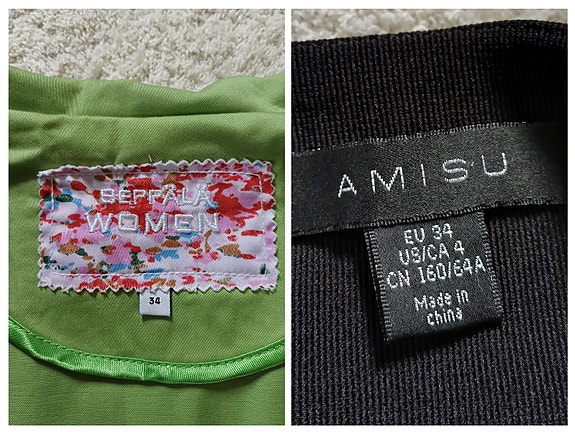 SEPPÄLÄ
WOMEN
34
AMISU
EU 34
US/CA 4
CN 160/64A
Made in
China